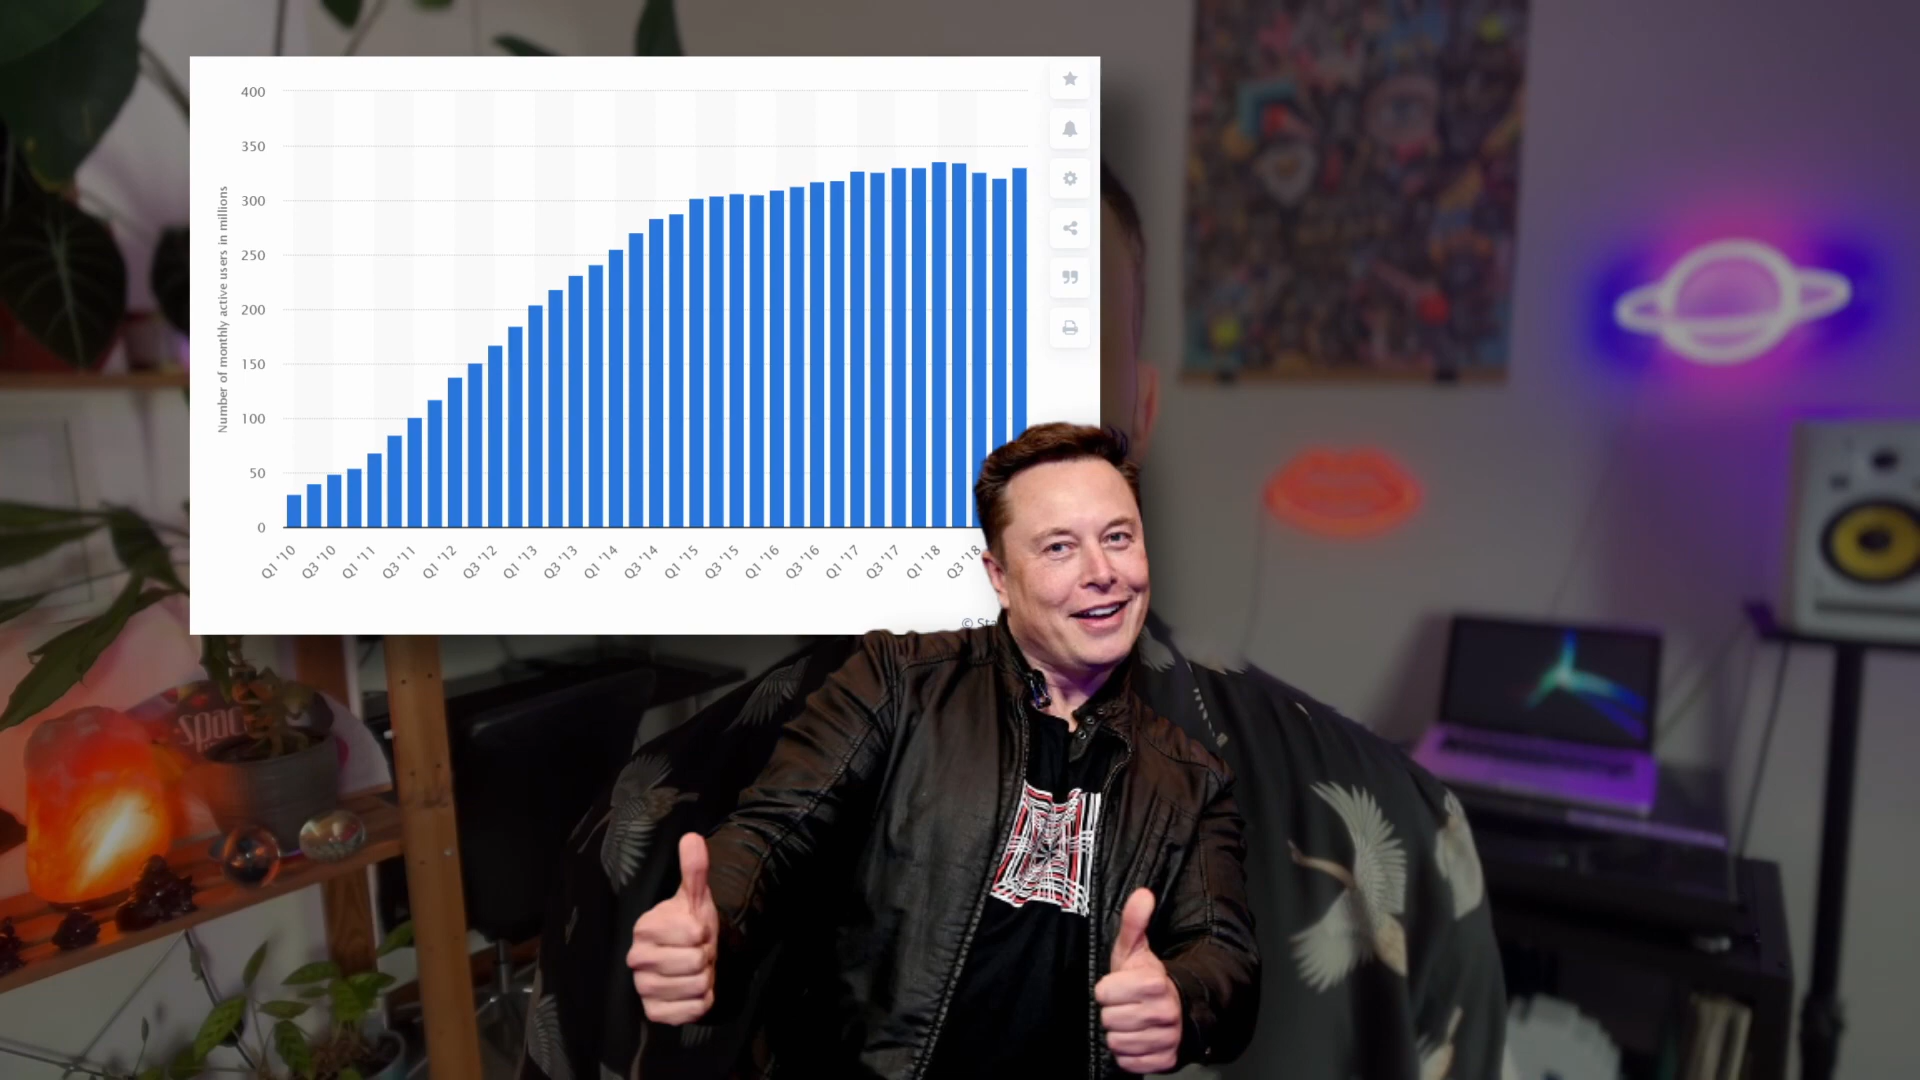 400
350
300
250
200
150
100
50
0
Number of monthly active users in millions
Q1 '10
Q3 '10
Q1 '11
Q3 '11
Q1 '12
Q3 '12
Q1 '13
Q3 '13
Q1 '14
Q3 '14
Q1 '15
Q3 '15
Q1 '16
Q3 '16
Q1 '17
Q3 '17
Q1 '18
Q3 '18
© Sta
space